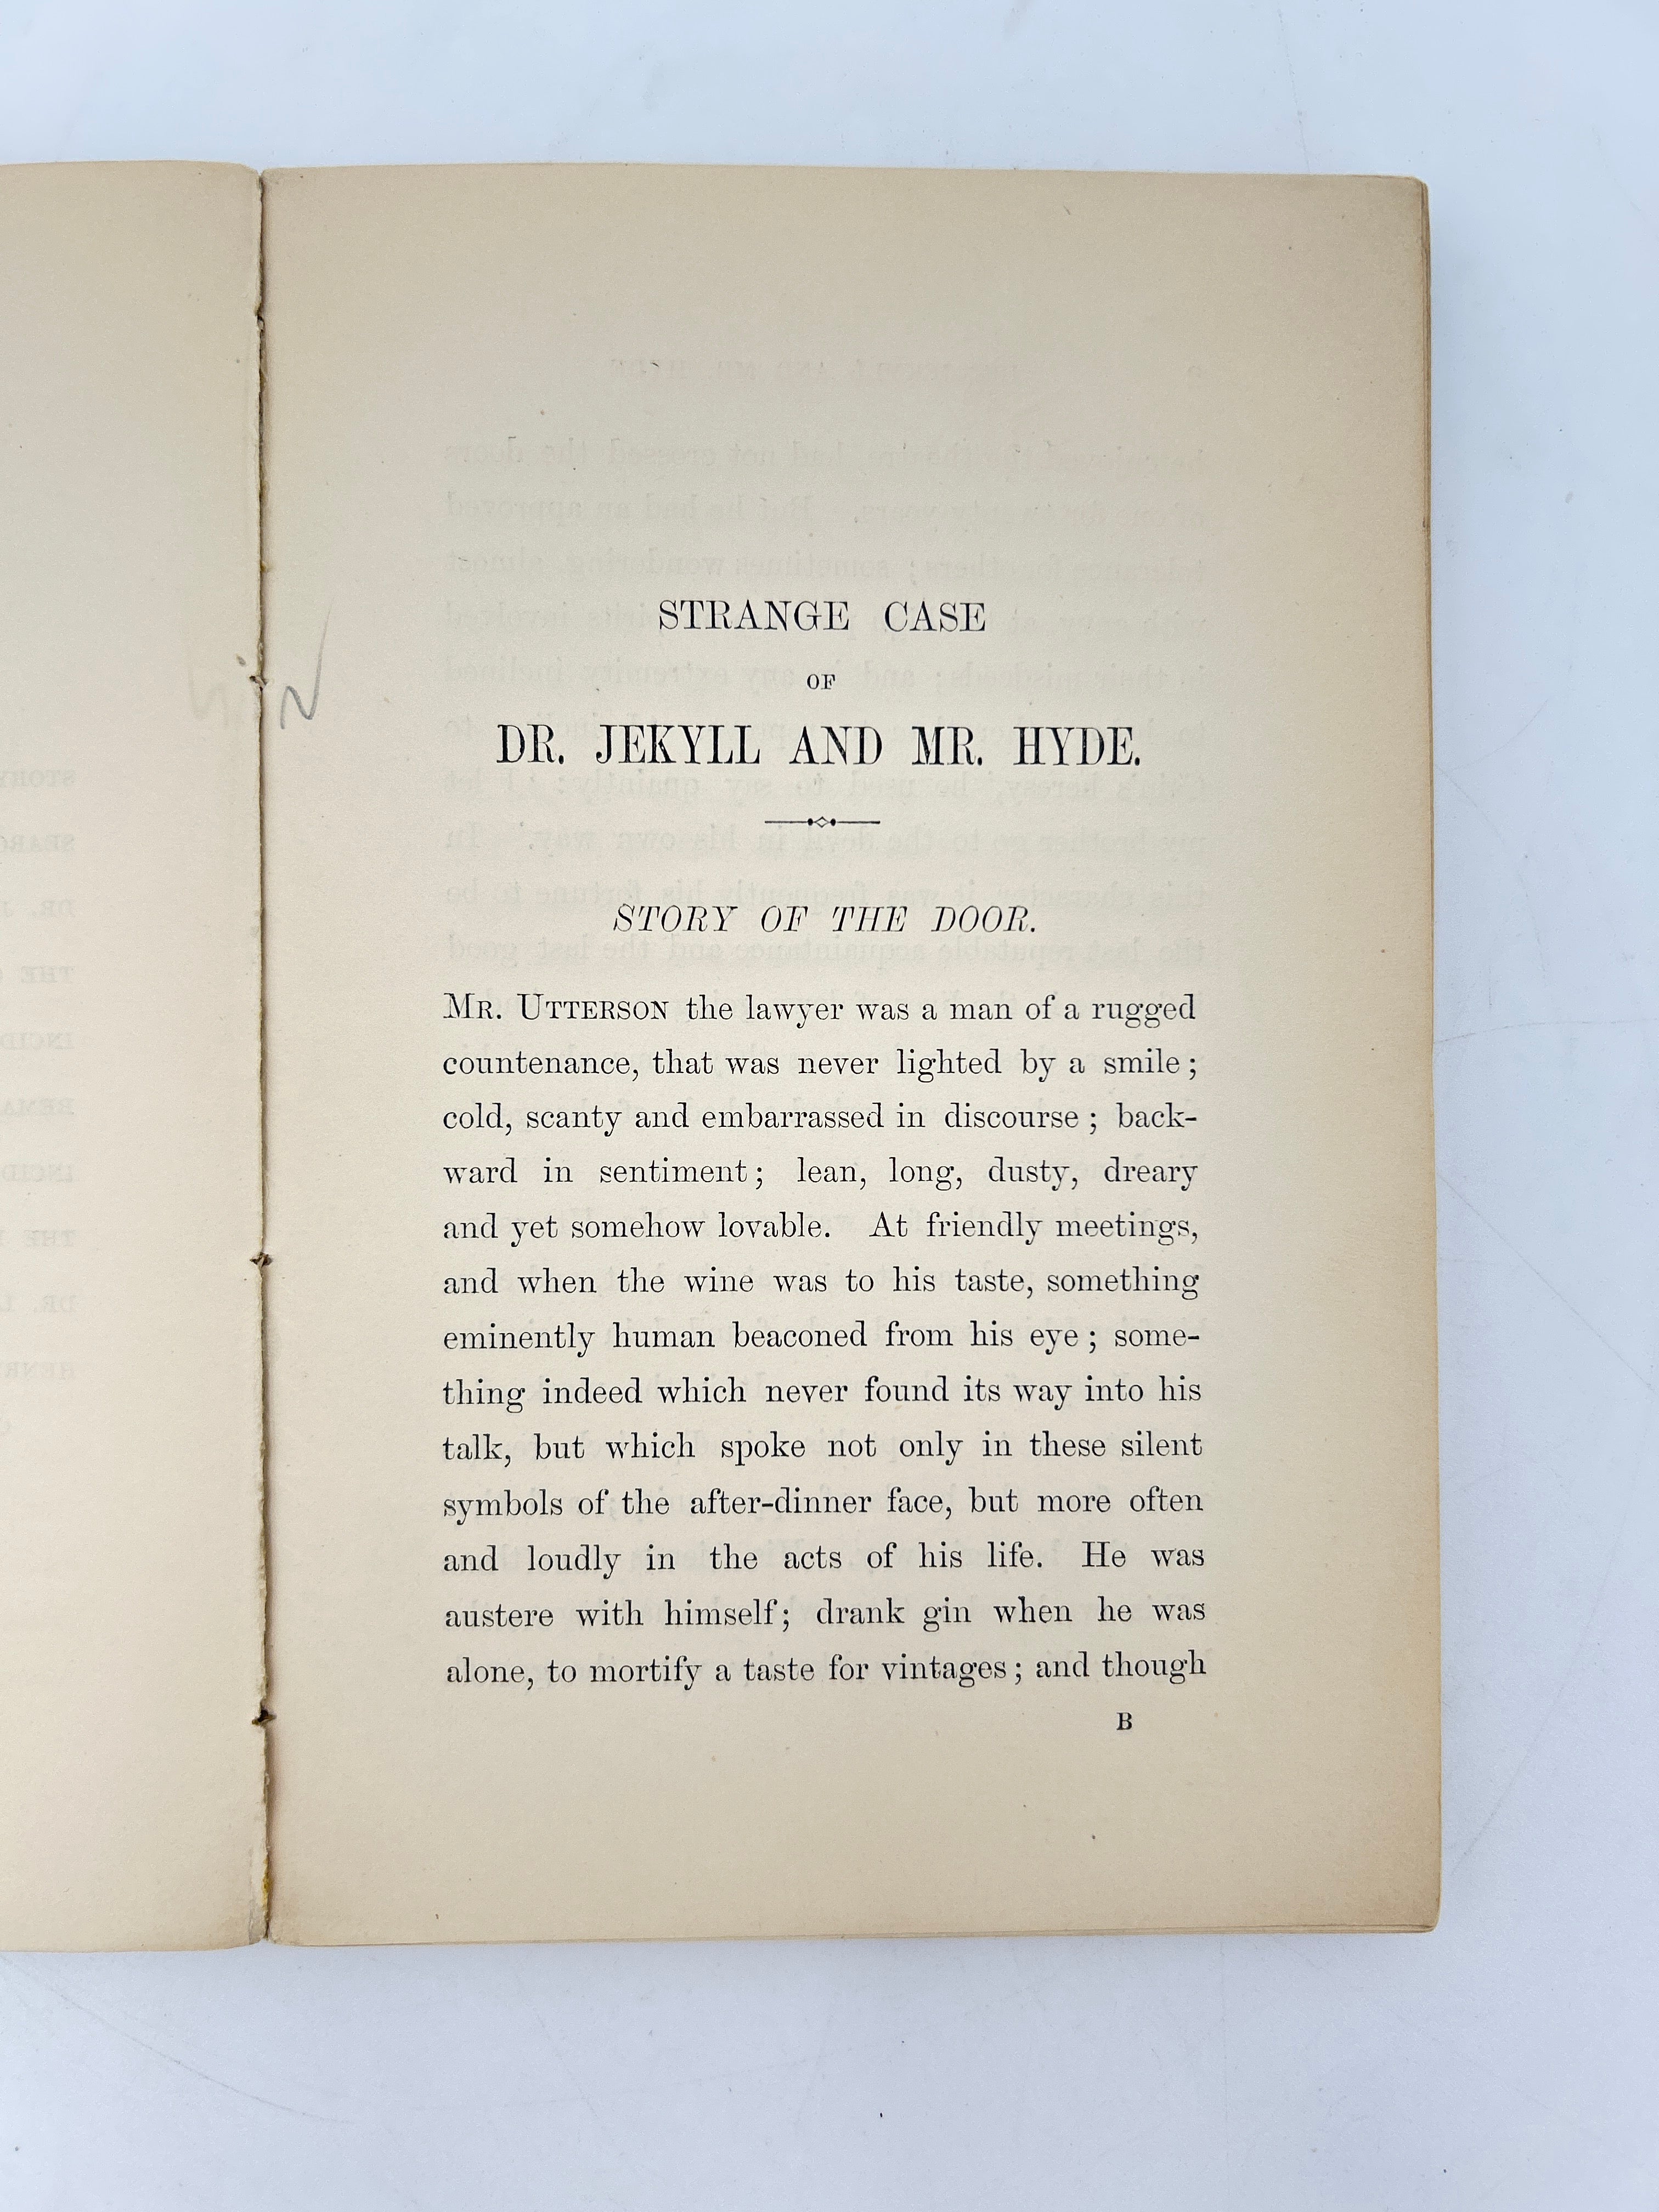 STRANGE CASE
OF
DR. JEKYLL AND MR. HYDE.
STORY OF THE DOOR.
MR. UTTERSON the lawyer was a man of a rugged
countenance, that was never lighted by a smile;
cold, scanty and embarrassed in discourse; back-
ward in sentiment; lean, long, dusty, dreary
and yet somehow lovable. At friendly meetings,
and when the wine was to his taste, something
eminently human beaconed from his eye; some-
thing indeed which never found its way into his
talk, but which spoke not only in these silent
symbols of the after-dinner face, but more often
and loudly in the acts of his life. He was
austere with himself; drank gin when he was
alone, to mortify a taste for vintages; and though
B